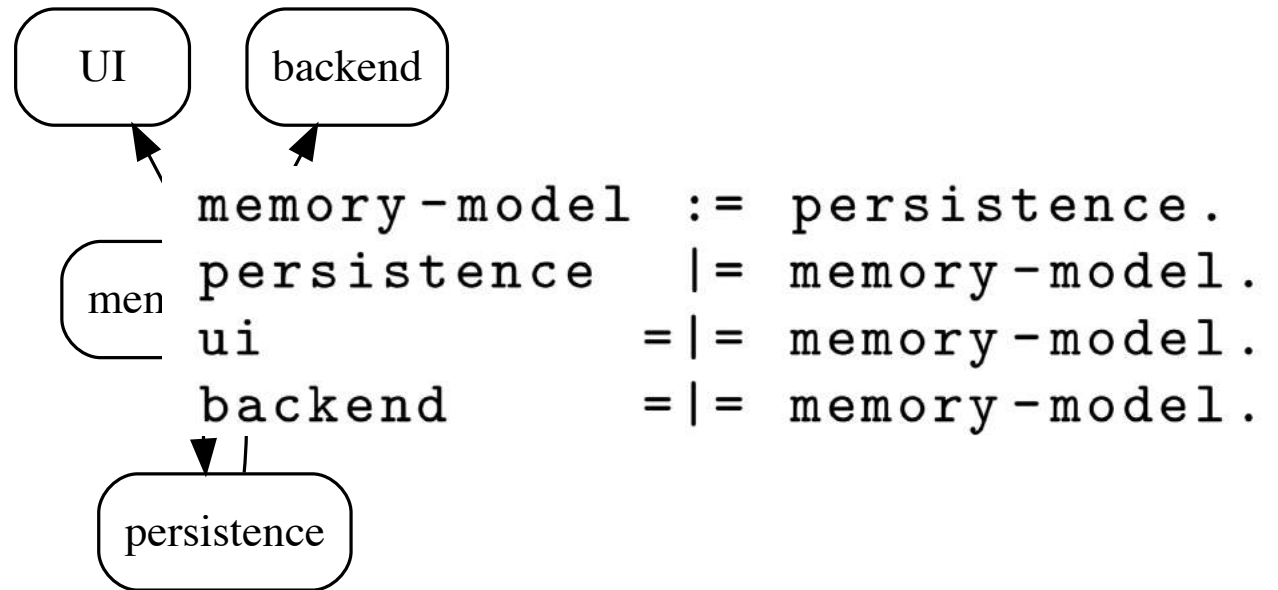 UI
backend
memory-model := persistence.
persistence |= memory-model.
ui =|= memory-model.
backend =|= memory-model.
persistence